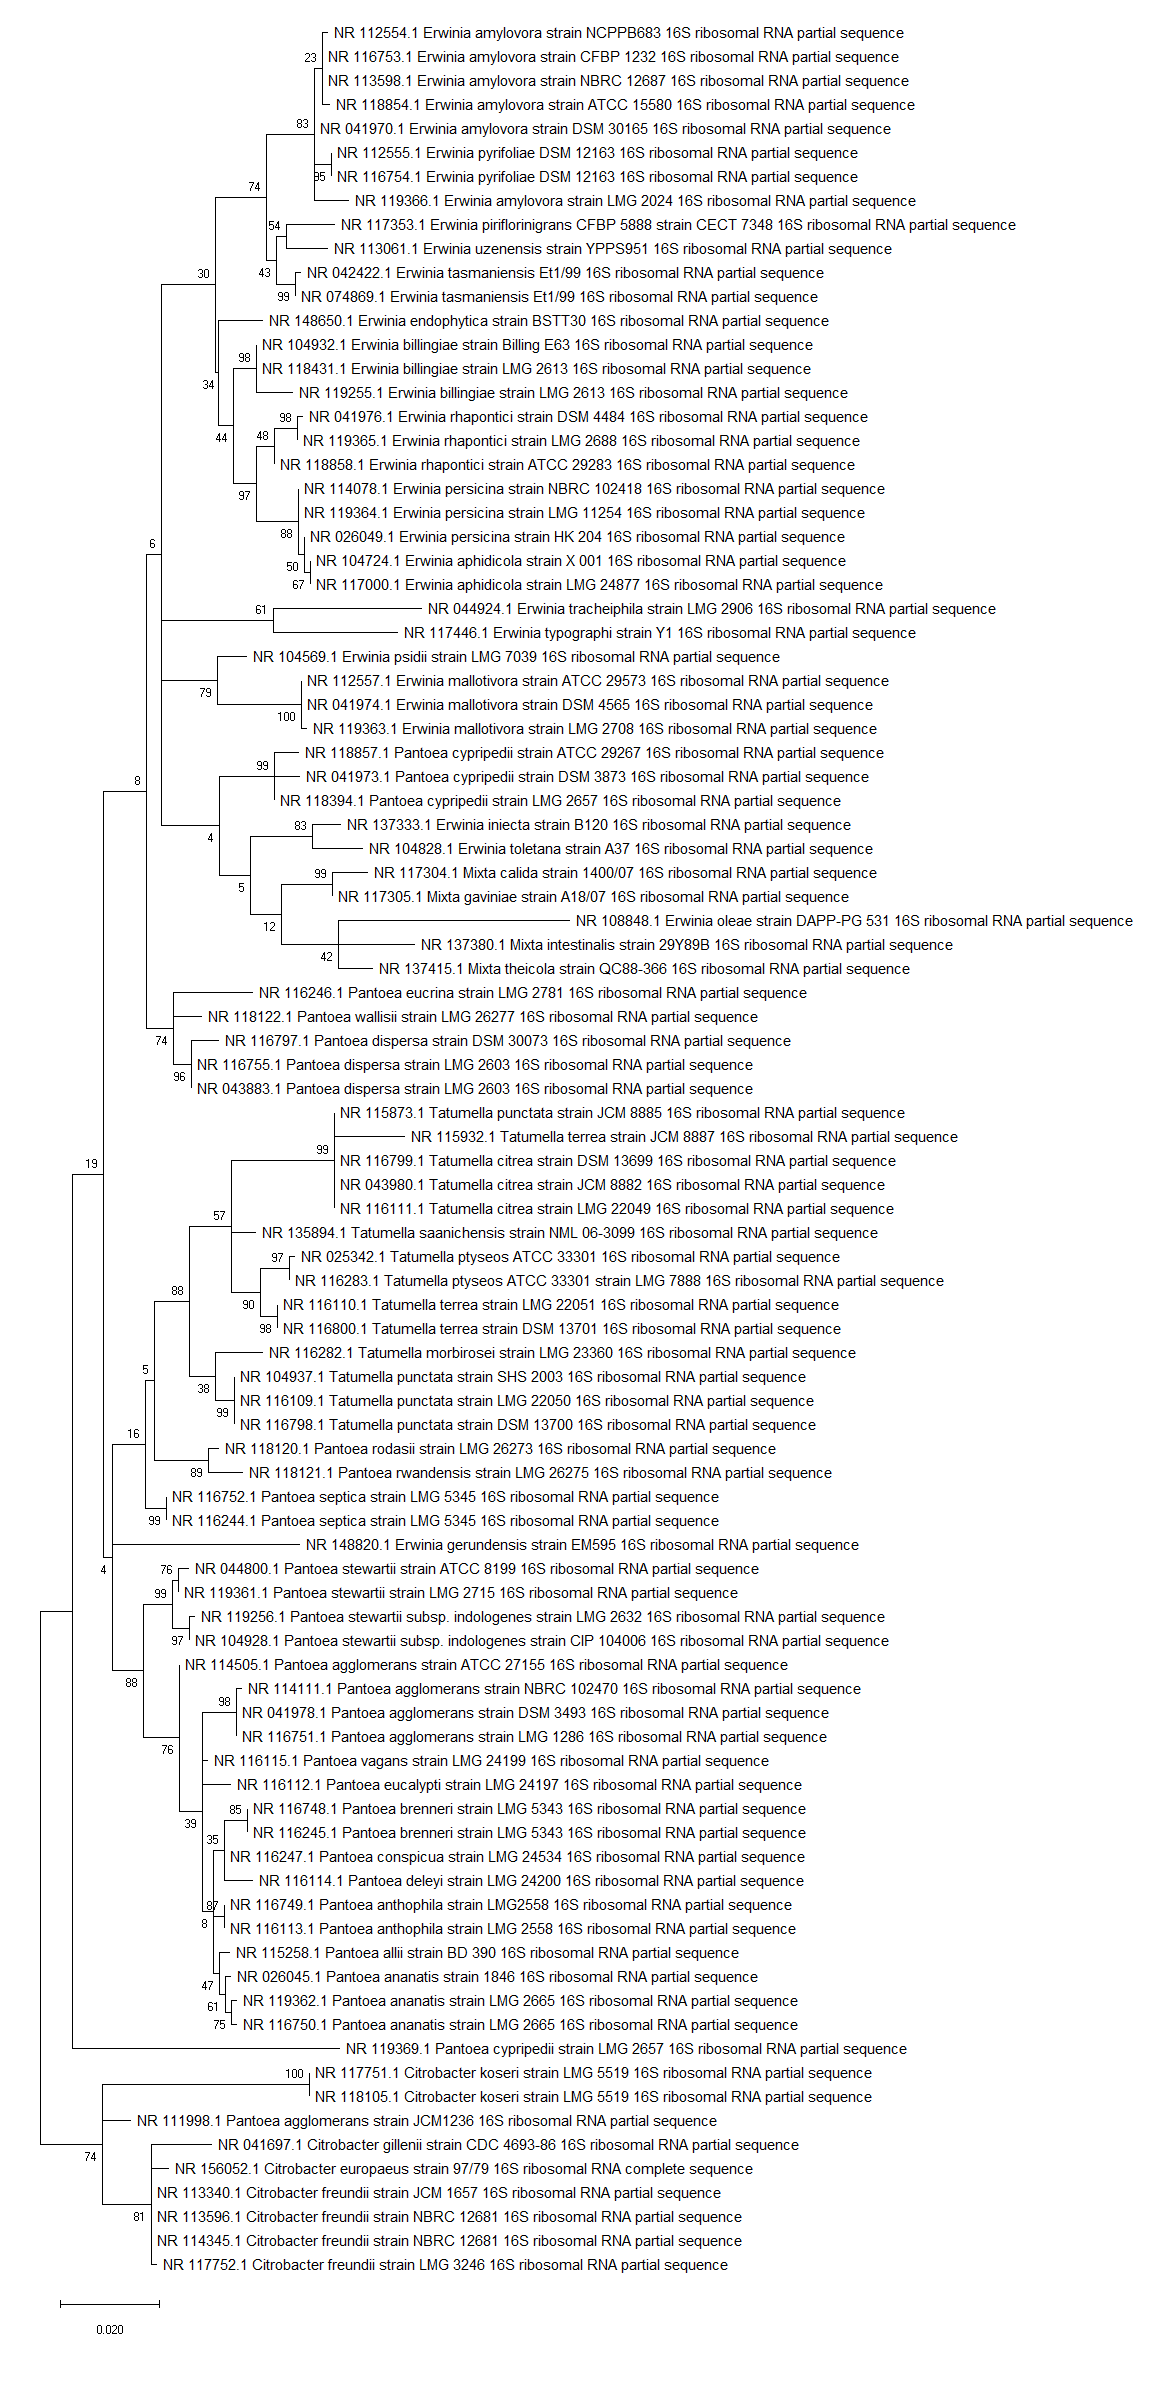 NR 112554.1 Erwinia amylovora strain NCPPB683 16S ribosomal RNA partial sequence
23
NR 116753.1 Erwinia amylovora strain CFBP 1232 16S ribosomal RNA partial sequence
NR 113598.1 Erwinia amylovora strain NBRC 12687 16S ribosomal RNA partial sequence
NR 118854.1 Erwinia amylovora strain ATCC 15580 16S ribosomal RNA partial sequence
83
NR 041970.1 Erwinia amylovora strain DSM 30165 16S ribosomal RNA partial sequence
NR 112555.1 Erwinia pyrifoliae DSM 12163 16S ribosomal RNA partial sequence
95
NR 116754.1 Erwinia pyrifoliae DSM 12163 16S ribosomal RNA partial sequence
74
NR 119366.1 Erwinia amylovora strain LMG 2024 16S ribosomal RNA partial sequence
54
NR 117353.1 Erwinia piriflorinigrans CFBP 5888 strain CECT 7348 16S ribosomal RNA partial sequence
NR 113061.1 Erwinia uzenensis strain YPPS951 16S ribosomal RNA partial sequence
30
43
NR 042422.1 Erwinia tasmaniensis Et1/99 16S ribosomal RNA partial sequence
99
NR 074869.1 Erwinia tasmaniensis Et1/99 16S ribosomal RNA partial sequence
NR 148650.1 Erwinia endophytica strain BSTT30 16S ribosomal RNA partial sequence
NR 104932.1 Erwinia billingiae strain Billing E63 16S ribosomal RNA partial sequence
98
NR 118431.1 Erwinia billingiae strain LMG 2613 16S ribosomal RNA partial sequence
34
NR 119255.1 Erwinia billingiae strain LMG 2613 16S ribosomal RNA partial sequence
98
NR 041976.1 Erwinia rhapontici strain DSM 4484 16S ribosomal RNA partial sequence
44
48
NR 119365.1 Erwinia rhapontici strain LMG 2688 16S ribosomal RNA partial sequence
NR 118858.1 Erwinia rhapontici strain ATCC 29283 16S ribosomal RNA partial sequence
97
NR 114078.1 Erwinia persicina strain NBRC 102418 16S ribosomal RNA partial sequence
NR 119364.1 Erwinia persicina strain LMG 11254 16S ribosomal RNA partial sequence
88
NR 026049.1 Erwinia persicina strain HK 204 16S ribosomal RNA partial sequence
6
50
NR 104724.1 Erwinia aphidicola strain X 001 16S ribosomal RNA partial sequence
67
NR 117000.1 Erwinia aphidicola strain LMG 24877 16S ribosomal RNA partial sequence
61
NR 044924.1 Erwinia tracheiphila strain LMG 2906 16S ribosomal RNA partial sequence
NR 117446.1 Erwinia typographi strain Y1 16S ribosomal RNA partial sequence
NR 104569.1 Erwinia psidii strain LMG 7039 16S ribosomal RNA partial sequence
79
NR 112557.1 Erwinia mallotivora strain ATCC 29573 16S ribosomal RNA partial sequence
NR 041974.1 Erwinia mallotivora strain DSM 4565 16S ribosomal RNA partial sequence
100
NR 119363.1 Erwinia mallotivora strain LMG 2708 16S ribosomal RNA partial sequence
NR 118857.1 Pantoea cypripedii strain ATCC 29267 16S ribosomal RNA partial sequence
99
8
NR 041973.1 Pantoea cypripedii strain DSM 3873 16S ribosomal RNA partial sequence
NR 118394.1 Pantoea cypripedii strain LMG 2657 16S ribosomal RNA partial sequence
83
NR 137333.1 Erwinia iniecta strain B120 16S ribosomal RNA partial sequence
4
NR 104828.1 Erwinia toletana strain A37 16S ribosomal RNA partial sequence
99
NR 117304.1 Mixta calida strain 1400/07 16S ribosomal RNA partial sequence
5
NR 117305.1 Mixta gaviniae strain A18/07 16S ribosomal RNA partial sequence
12
NR 108848.1 Erwinia oleae strain DAPP-PG 531 16S ribosomal RNA partial sequence
NR 137380.1 Mixta intestinalis strain 29Y89B 16S ribosomal RNA partial sequence
42
NR 137415.1 Mixta theicola strain QC88-366 16S ribosomal RNA partial sequence
NR 116246.1 Pantoea eucrina strain LMG 2781 16S ribosomal RNA partial sequence
NR 118122.1 Pantoea wallisii strain LMG 26277 16S ribosomal RNA partial sequence
74
NR 116797.1 Pantoea dispersa strain DSM 30073 16S ribosomal RNA partial sequence
NR 116755.1 Pantoea dispersa strain LMG 2603 16S ribosomal RNA partial sequence
96
NR 043883.1 Pantoea dispersa strain LMG 2603 16S ribosomal RNA partial sequence
NR 115873.1 Tatumella punctata strain JCM 8885 16S ribosomal RNA partial sequence
NR 115932.1 Tatumella terrea strain JCM 8887 16S ribosomal RNA partial sequence
19
99
NR 116799.1 Tatumella citrea strain DSM 13699 16S ribosomal RNA partial sequence
NR 043980.1 Tatumella citrea strain JCM 8882 16S ribosomal RNA partial sequence
NR 116111.1 Tatumella citrea strain LMG 22049 16S ribosomal RNA partial sequence
57
NR 135894.1 Tatumella saanichensis strain NML 06-3099 16S ribosomal RNA partial sequence
97
NR 025342.1 Tatumella ptyseos ATCC 33301 16S ribosomal RNA partial sequence
NR 116283.1 Tatumella ptyseos ATCC 33301 strain LMG 7888 16S ribosomal RNA partial sequence
88
90
NR 116110.1 Tatumella terrea strain LMG 22051 16S ribosomal RNA partial sequence
98
NR 116800.1 Tatumella terrea strain DSM 13701 16S ribosomal RNA partial sequence
NR 116282.1 Tatumella morbirosei strain LMG 23360 16S ribosomal RNA partial sequence
5
NR 104937.1 Tatumella punctata strain SHS 2003 16S ribosomal RNA partial sequence
38
NR 116109.1 Tatumella punctata strain LMG 22050 16S ribosomal RNA partial sequence
99
NR 116798.1 Tatumella punctata strain DSM 13700 16S ribosomal RNA partial sequence
16
NR 118120.1 Pantoea rodasii strain LMG 26273 16S ribosomal RNA partial sequence
89
NR 118121.1 Pantoea rwandensis strain LMG 26275 16S ribosomal RNA partial sequence
NR 116752.1 Pantoea septica strain LMG 5345 16S ribosomal RNA partial sequence
99
NR 116244.1 Pantoea septica strain LMG 5345 16S ribosomal RNA partial sequence
NR 148820.1 Erwinia gerundensis strain EM595 16S ribosomal RNA partial sequence
4
76
NR 044800.1 Pantoea stewartii strain ATCC 8199 16S ribosomal RNA partial sequence
99
NR 119361.1 Pantoea stewartii strain LMG 2715 16S ribosomal RNA partial sequence
NR 119256.1 Pantoea stewartii subsp. indologenes strain LMG 2632 16S ribosomal RNA partial sequence
97
NR 104928.1 Pantoea stewartii subsp. indologenes strain CIP 104006 16S ribosomal RNA partial sequence
NR 114505.1 Pantoea agglomerans strain ATCC 27155 16S ribosomal RNA partial sequence
88
NR 114111.1 Pantoea agglomerans strain NBRC 102470 16S ribosomal RNA partial sequence
98
NR 041978.1 Pantoea agglomerans strain DSM 3493 16S ribosomal RNA partial sequence
NR 116751.1 Pantoea agglomerans strain LMG 1286 16S ribosomal RNA partial sequence
76
NR 116115.1 Pantoea vagans strain LMG 24199 16S ribosomal RNA partial sequence
NR 116112.1 Pantoea eucalypti strain LMG 24197 16S ribosomal RNA partial sequence
85
NR 116748.1 Pantoea brenneri strain LMG 5343 16S ribosomal RNA partial sequence
39
NR 116245.1 Pantoea brenneri strain LMG 5343 16S ribosomal RNA partial sequence
35
NR 116247.1 Pantoea conspicua strain LMG 24534 16S ribosomal RNA partial sequence
NR 116114.1 Pantoea deleyi strain LMG 24200 16S ribosomal RNA partial sequence
87
NR 116749.1 Pantoea anthophila strain LMG2558 16S ribosomal RNA partial sequence
8
NR 116113.1 Pantoea anthophila strain LMG 2558 16S ribosomal RNA partial sequence
NR 115258.1 Pantoea allii strain BD 390 16S ribosomal RNA partial sequence
47
NR 026045.1 Pantoea ananatis strain 1846 16S ribosomal RNA partial sequence
61
NR 119362.1 Pantoea ananatis strain LMG 2665 16S ribosomal RNA partial sequence
75
NR 116750.1 Pantoea ananatis strain LMG 2665 16S ribosomal RNA partial sequence
NR 119369.1 Pantoea cypripedii strain LMG 2657 16S ribosomal RNA partial sequence
100
NR 117751.1 Citrobacter koseri strain LMG 5519 16S ribosomal RNA partial sequence
NR 118105.1 Citrobacter koseri strain LMG 5519 16S ribosomal RNA partial sequence
NR 111998.1 Pantoea agglomerans strain JCM1236 16S ribosomal RNA partial sequence
74
NR 041697.1 Citrobacter gillenii strain CDC 4693-86 16S ribosomal RNA partial sequence
NR 156052.1 Citrobacter europaeus strain 97/79 16S ribosomal RNA complete sequence
NR 113340.1 Citrobacter freundii strain JCM 1657 16S ribosomal RNA partial sequence
81
NR 113596.1 Citrobacter freundii strain NBRC 12681 16S ribosomal RNA partial sequence
NR 114345.1 Citrobacter freundii strain NBRC 12681 16S ribosomal RNA partial sequence
NR 117752.1 Citrobacter freundii strain LMG 3246 16S ribosomal RNA partial sequence
0.020